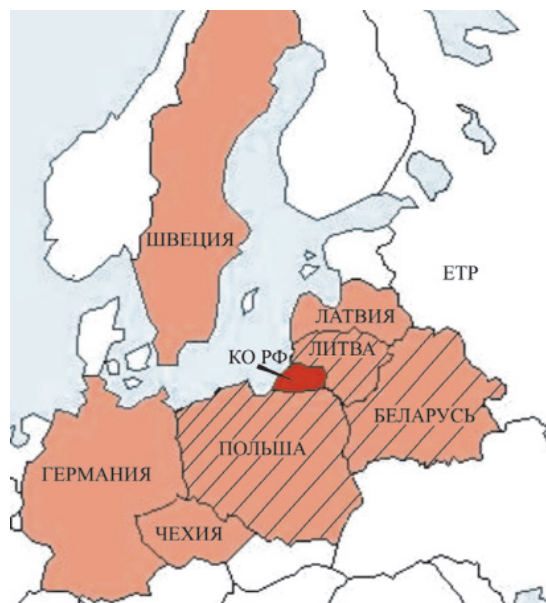 ШВЕЦИЯ
ЕТР
ЛАТВИЯ
КО РФ
ЛИТВА
БЕЛАРУСЬ
ПОЛЬША
ГЕРМАНИЯ
ЧЕХИЯ